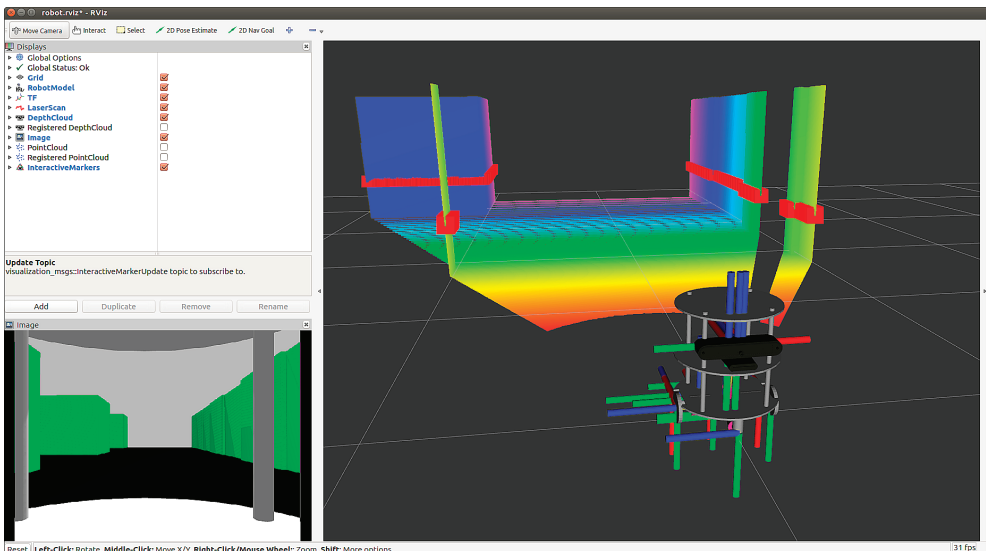 robot.rviz* - RViz
Move Camera Interact Select 2D Pose Estimate 2D Nav Goal
Displays
Global Options
Global Status: Ok
Grid
RobotModel
TF
LaserScan
DepthCloud
Registered DepthCloud
Image
PointCloud
Registered PointCloud
InteractiveMarkers
Update Topic
visualization_msgs::InteractiveMarkerUpdate topic to subscribe to.
Add Duplicate Remove Rename
Image
Reset Left-Click: Rotate. Middle-Click: Move X/Y. Right-Click/Mouse Wheel:: Zoom. Shift: More options. 31 fps